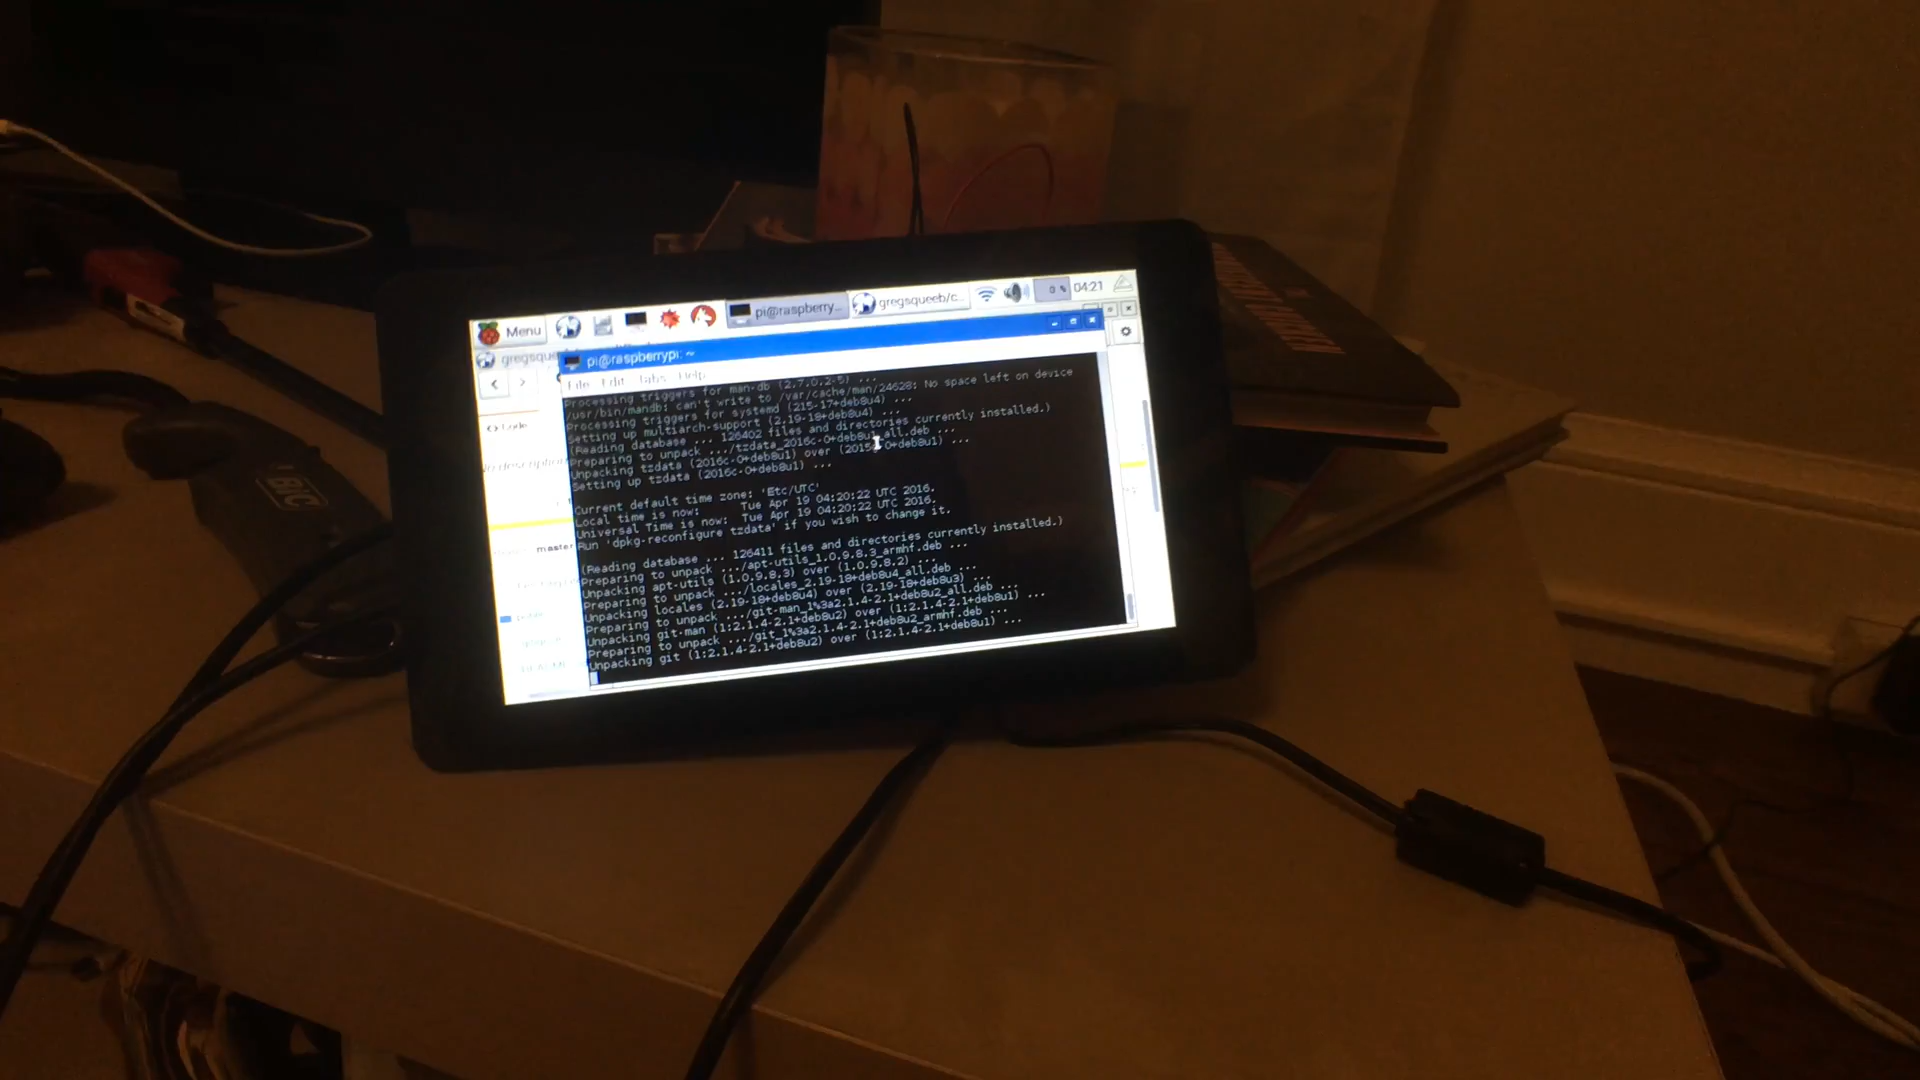 Menu
pi@raspberry...
gregsqueeb/c...
0 %
04:21
gregsque
pi@raspberrypi: ~
File Edit Tabs Help
Processing triggers for man-db (2.7.0.2-5) ...
/usr/bin/mandb: can't write to /var/cache/man/24628: No space left on device
Processing triggers for systemd (215-17+deb8u4) ...
Setting up multiarch-support (2.19-18+deb8u4) ...
(Reading database ... 126402 files and directories currently installed.)
Preparing to unpack .../tzdata_2016c-0+deb8u1_all.deb ...
Unpacking tzdata (2016c-0+deb8u1) over (2015 -0+deb8u1) ...
Setting up tzdata (2016c-0+deb8u1) ...
Current default time zone: 'Etc/UTC'
Local time is now: Tue Apr 19 04:20:22 UTC 2016.
Universal Time is now: Tue Apr 19 04:20:22 UTC 2016.
Run 'dpkg-reconfigure tzdata' if you wish to change it.
(Reading database ... 126411 files and directories currently installed.)
Preparing to unpack .../apt-utils_1.0.9.8.3_armhf.deb ...
Unpacking apt-utils (1.0.9.8.3) over (1.0.9.8.2) ...
Preparing to unpack .../locales_2.19-18+deb8u4_all.deb ...
Unpacking locales (2.19-18+deb8u4) over (2.19-18+deb8u3) ...
Preparing to unpack .../git-man_1%3a2.1.4-2.1+deb8u2_all.deb ...
Unpacking git-man (1:2.1.4-2.1+deb8u2) over (1:2.1.4-2.1+deb8u1) ...
Preparing to unpack .../git_1%3a2.1.4-2.1+deb8u2_armhf.deb ...
Unpacking git (1:2.1.4-2.1+deb8u2) over (1:2.1.4-2.1+deb8u1) ...
<> Code
No description
master
BIC